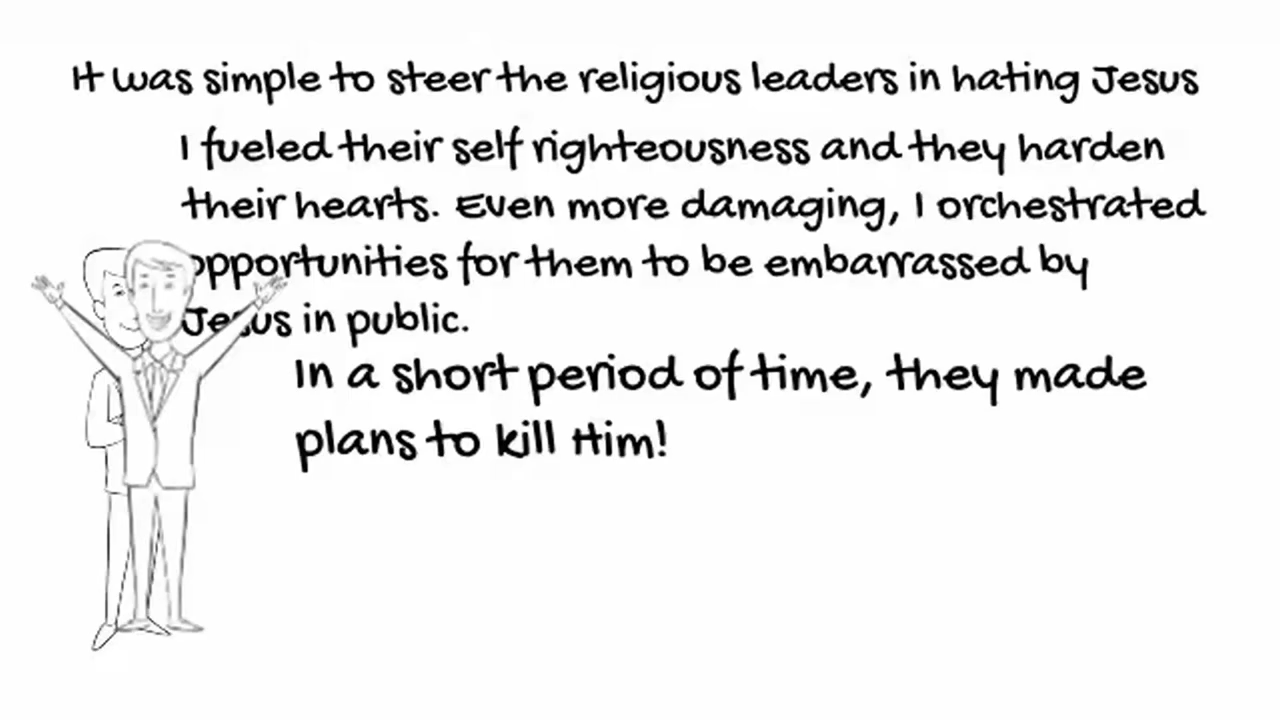 It was simple to steer the religious leaders in hating Jesus
I fueled their self righteousness and they harden
their hearts. Even more damaging, I orchestrated
opportunities for them to be embarrassed by
Jesus in public.
In a short period of time, they made
plans to kill Him!